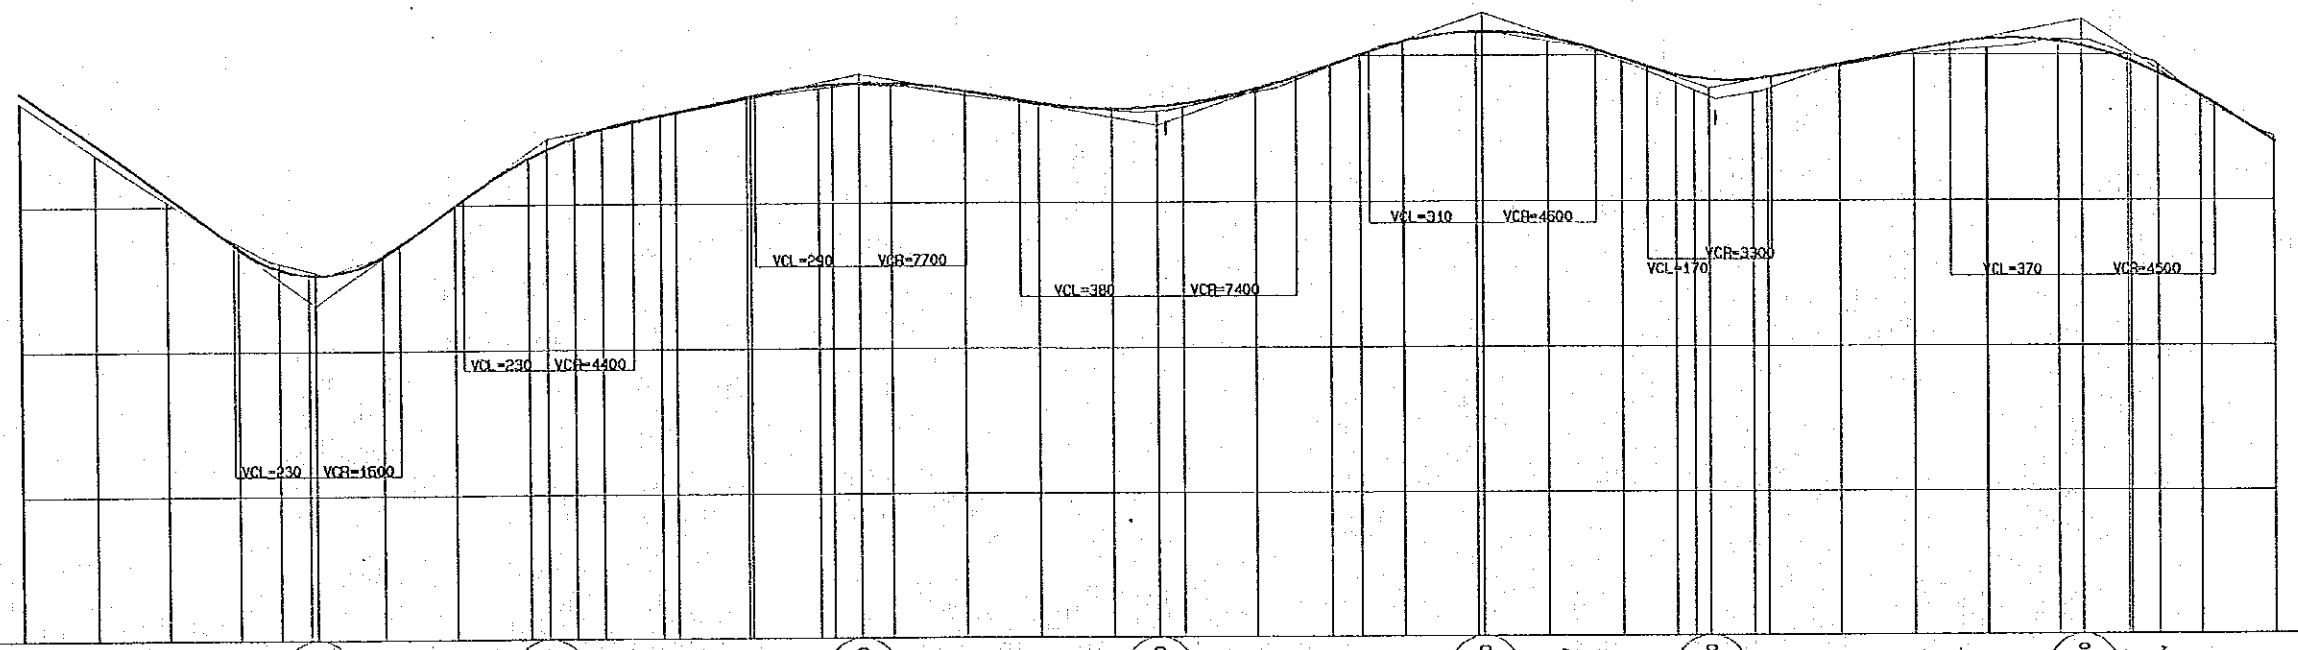 VCL=230 VCR=1600
VCL=230 VCR=4400
VCL=290 VCR=7700
VCL=380 VCR=7400
VCL=310 VCR=4600
VCL=170 VCR=3300
VCL=370 VCR=4500